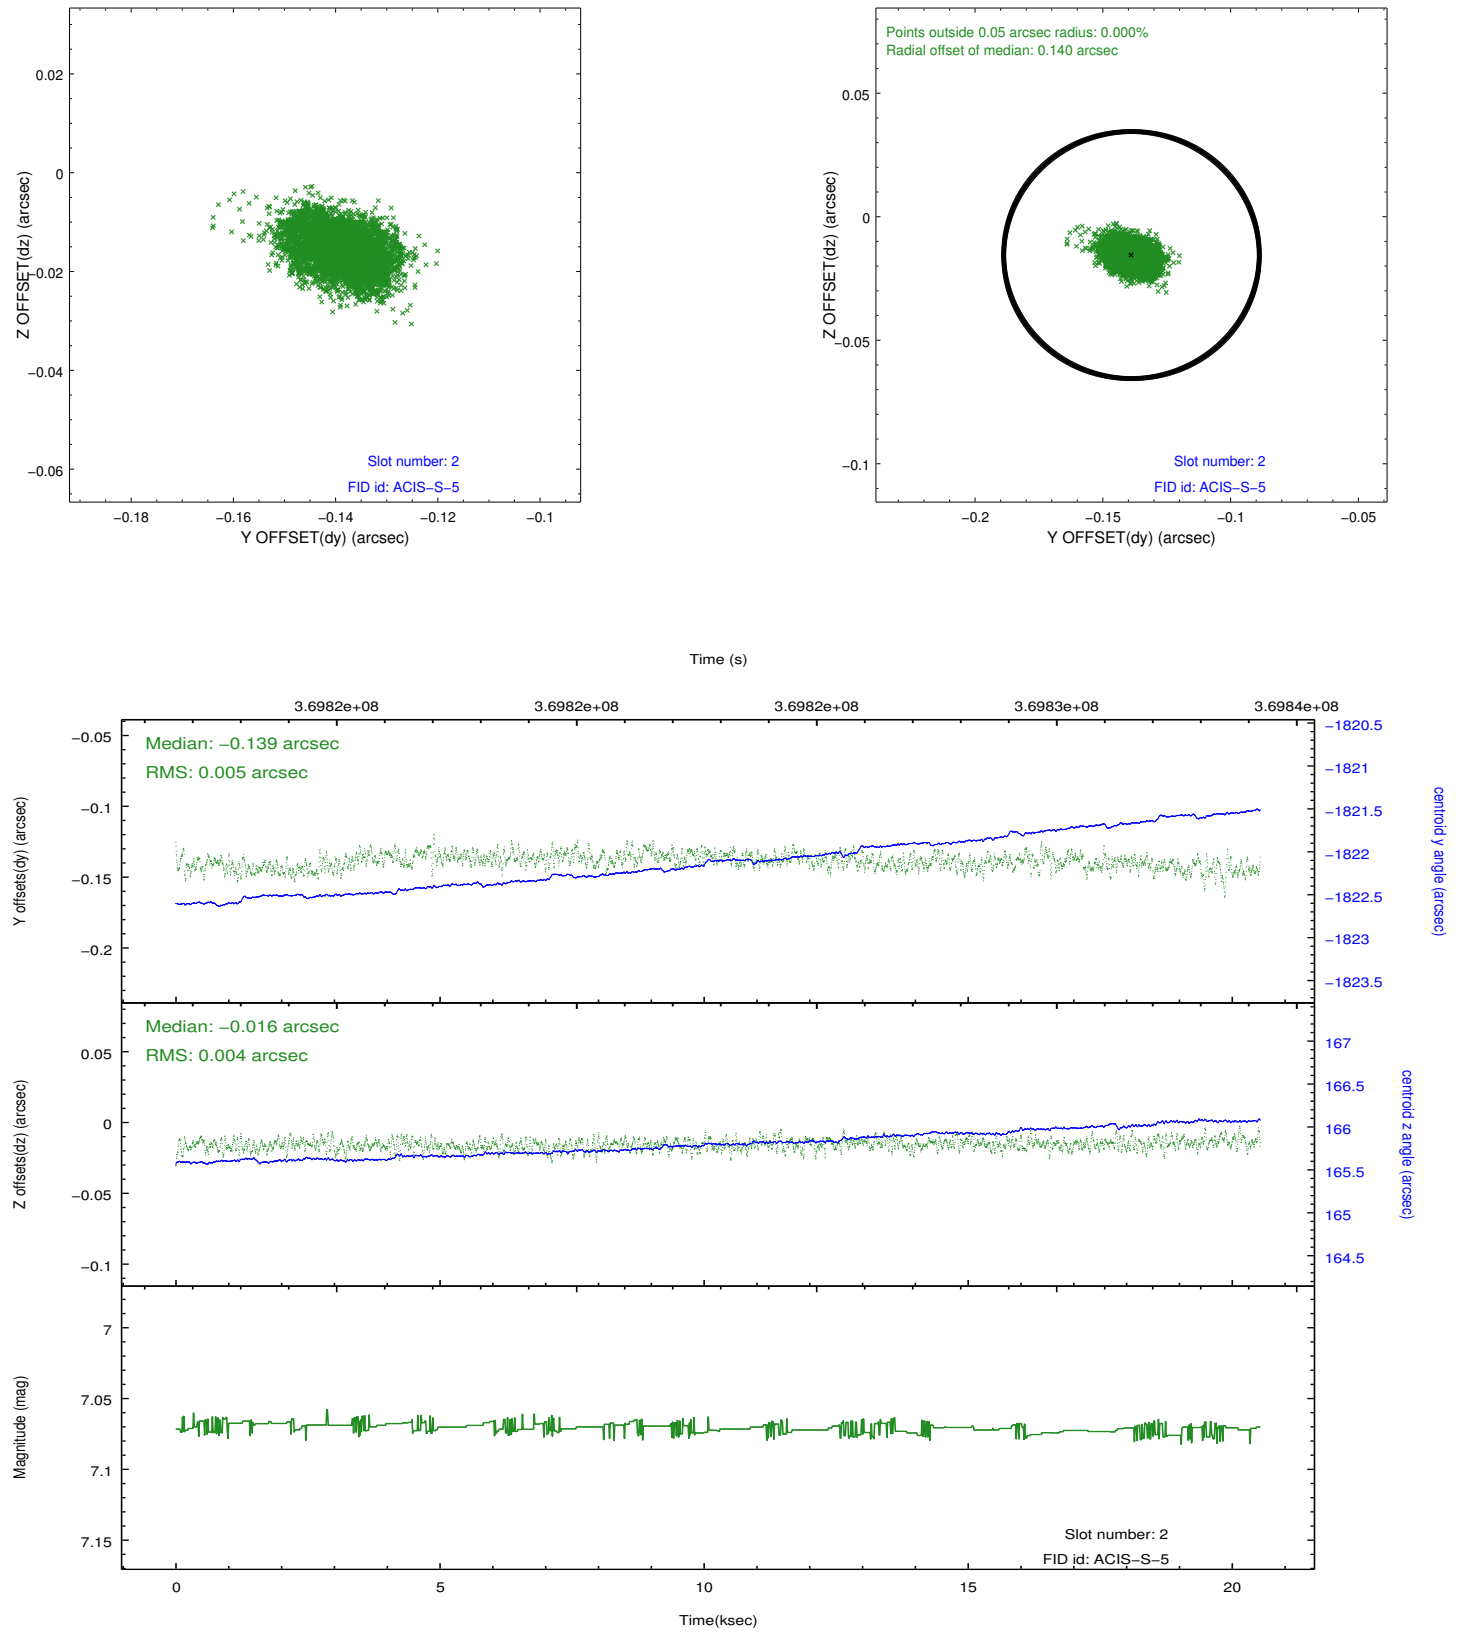 0.02
0
−0.02
−0.04
−0.06
Z OFFSET(dz) (arcsec)
Slot number: 2
FID id: ACIS−S−5
−0.18
−0.16
−0.14
−0.12
−0.1
Y OFFSET(dy) (arcsec)
Points outside 0.05 arcsec radius: 0.000%
Radial offset of median: 0.140 arcsec
0.05
0
−0.05
−0.1
Z OFFSET(dz) (arcsec)
Slot number: 2
FID id: ACIS−S−5
−0.2
−0.15
−0.1
−0.05
Y OFFSET(dy) (arcsec)
Time (s)
3.6982e+08
3.6982e+08
3.6982e+08
3.6983e+08
3.6984e+08
Median: −0.139 arcsec
RMS: 0.005 arcsec
−0.05
−0.1
−0.15
−0.2
Y offsets(dy) (arcsec)
−1820.5
−1821
−1821.5
−1822
−1822.5
−1823
−1823.5
centroid y angle (arcsec)
Median: −0.016 arcsec
RMS: 0.004 arcsec
0.05
0
−0.05
−0.1
Z offsets(dz) (arcsec)
167
166.5
166
165.5
165
164.5
centroid z angle (arcsec)
7
7.05
7.1
7.15
Magnitude (mag)
Slot number: 2
FID id: ACIS−S−5
0
5
10
15
20
Time(ksec)